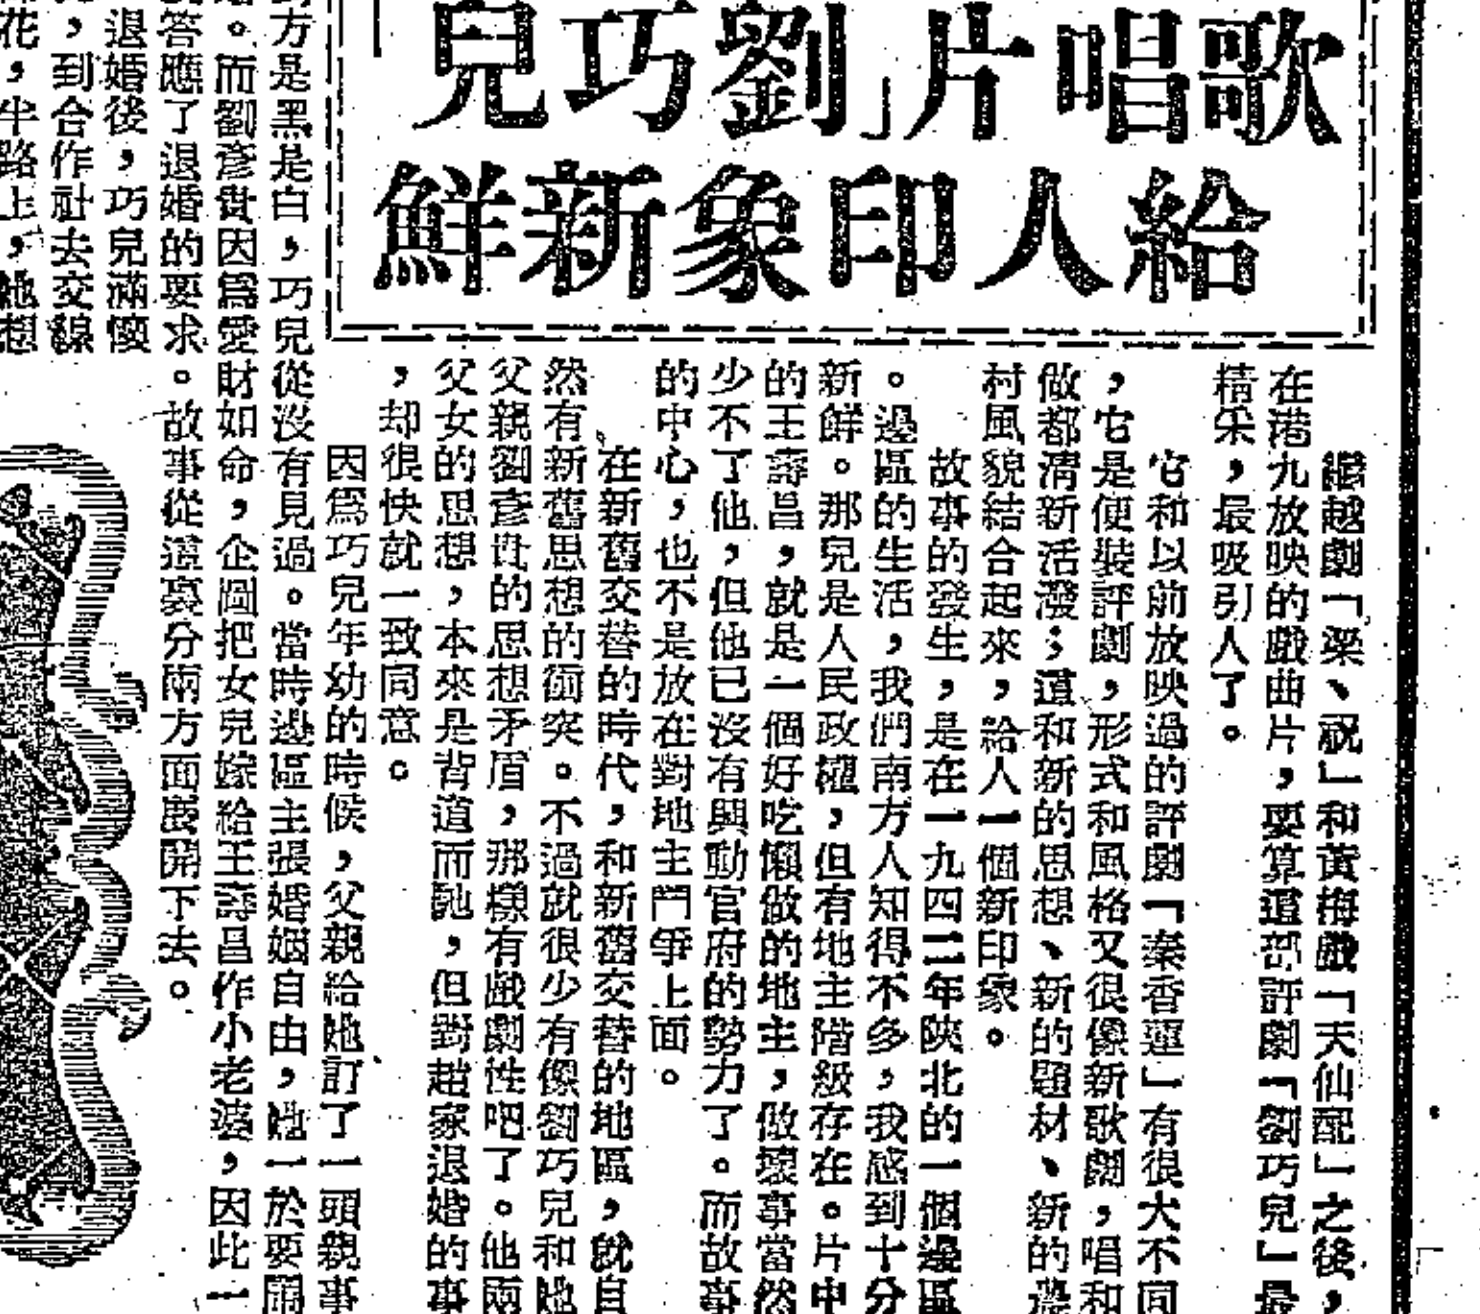 歌唱片「劉巧兒」
給人印象新鮮
繼越劇「梁、祝」和黃梅戲「天仙配」之後，
在港九放映的戲曲片，要算這部評劇「劉巧兒」最
精采，最吸引人了。
它和以前放映過的評劇「秦香蓮」有很大不同
，它是便裝評劇，形式和風格又很像新歌劇，唱和
做都清新活潑；這和新的思想、新的題材、新的農
村風貌結合起來，給人一個新印象。
故事的發生，是在一九四二年陝北的一個邊區
。邊區的生活，我們南方人知得不多，我感到十分
新鮮。那兒是人民政權，但有地主階級存在。片中
的王壽昌，就是一個好吃懶做的地主，做壞事當然
少不了他，但他已沒有興動官府的勢力了。而故事
的中心，也不是放在對地主鬥爭上面。
在新舊交替的時代，和新舊交替的地區，就自
然有新舊思想的衝突。不過就很少有像劉巧兒和她
父親劉彥貴的思想矛盾，那樣有戲劇性吧了。他兩
父女的思想，本來是背道而馳，但對趙家退婚的事
，却很快就一致同意。
因爲巧兒年幼的時候，父親給她訂了一頭親事
方是黑是白，巧兒從沒有見過。當時邊區主張婚姻自由，她一於要鬧
。而劉彥貴因爲愛財如命，企圖把女兒嫁給王壽昌作小老婆，因此一
答應了退婚的要求。故事從這裏分兩方面展開下去。
退婚後，巧兒滿懷
，到合作社去交線
花，半路上，她想